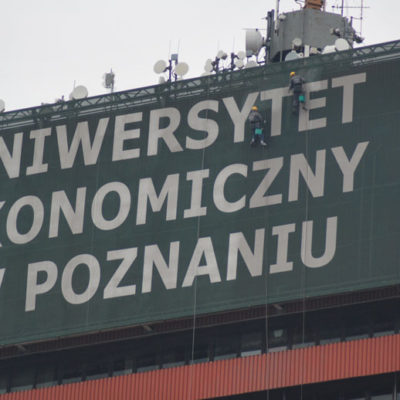 NIWERSYTET
KONOMICZNY
W POZNANIU